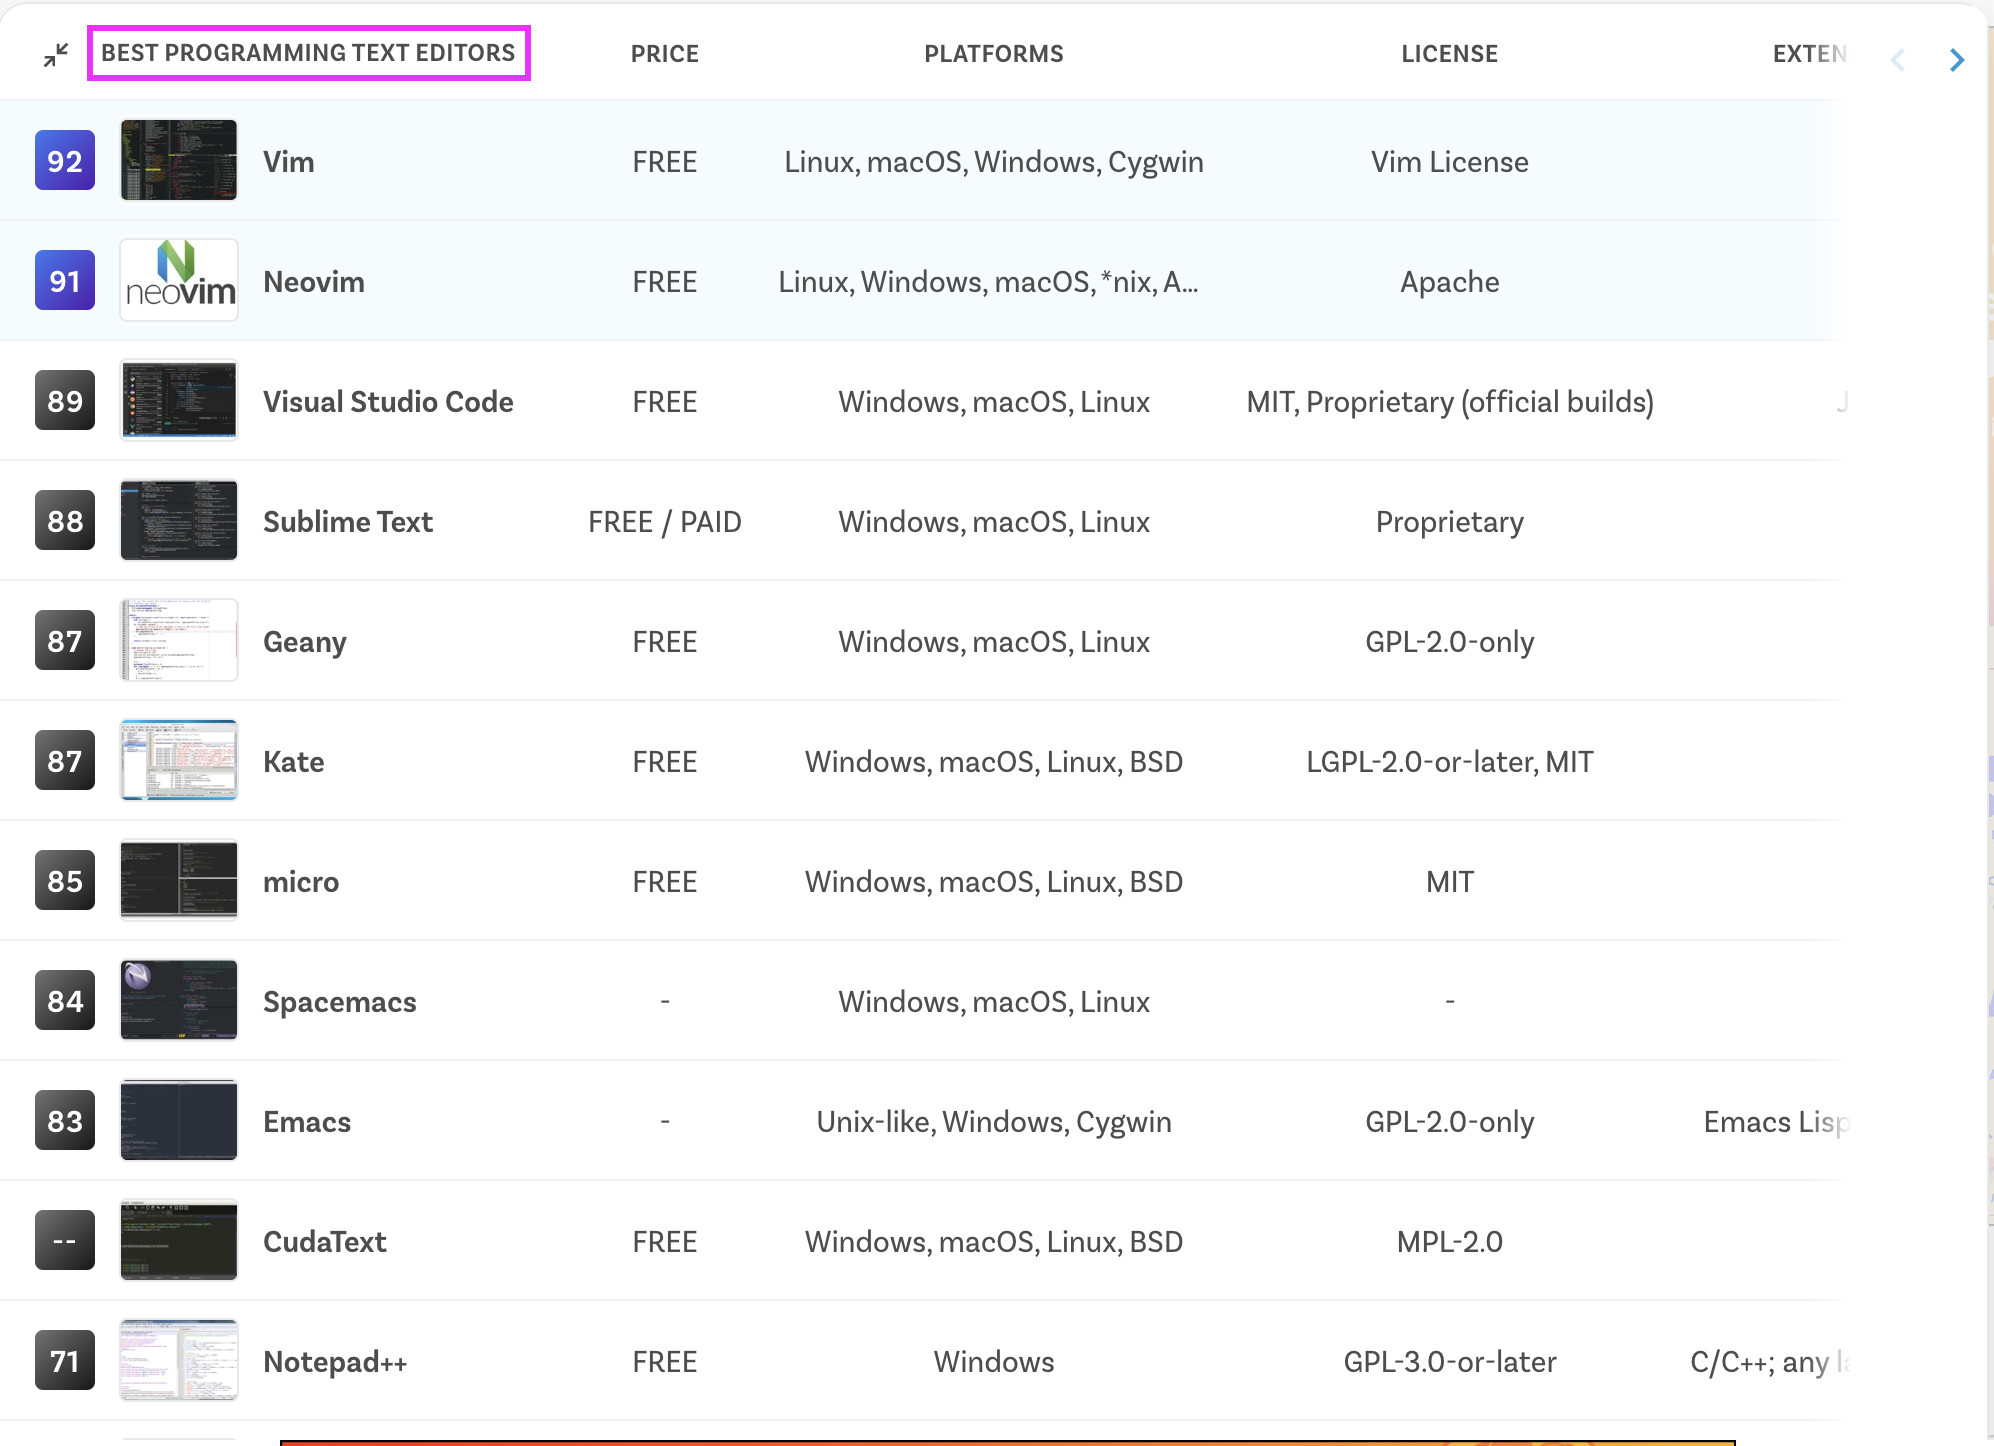 BEST PROGRAMMING TEXT EDITORS PRICE PLATFORMS LICENSE EXTEN
92 Vim FREE Linux, macOS, Windows, Cygwin Vim License
91 neovim Neovim FREE Linux, Windows, macOS, *nix, A... Apache
89 Visual Studio Code FREE Windows, macOS, Linux MIT, Proprietary (official builds) J
88 Sublime Text FREE / PAID Windows, macOS, Linux Proprietary
87 Geany FREE Windows, macOS, Linux GPL-2.0-only
87 Kate FREE Windows, macOS, Linux, BSD LGPL-2.0-or-later, MIT
85 micro FREE Windows, macOS, Linux, BSD MIT
84 Spacemacs - Windows, macOS, Linux -
83 Emacs - Unix-like, Windows, Cygwin GPL-2.0-only Emacs Lisp
-- CudaText FREE Windows, macOS, Linux, BSD MPL-2.0
71 Notepad++ FREE Windows GPL-3.0-or-later C/C++; any la